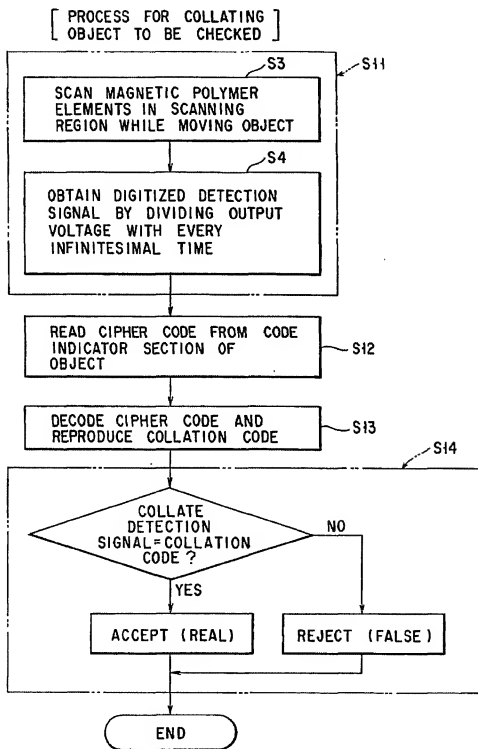 [ PROCESS FOR COLLATING
OBJECT TO BE CHECKED ]
S11
S3
SCAN MAGNETIC POLYMER
ELEMENTS IN SCANNING
REGION WHILE MOVING OBJECT
S4
OBTAIN DIGITIZED DETECTION
SIGNAL BY DIVIDING OUTPUT
VOLTAGE WITH EVERY
INFINITESIMAL TIME
READ CIPHER CODE FROM CODE
INDICATOR SECTION OF
OBJECT
S12
DECODE CIPHER CODE AND
REPRODUCE COLLATION CODE
S13
S14
COLLATE
DETECTION
SIGNAL=COLLATION
CODE?
NO
YES
ACCEPT (REAL)
REJECT (FALSE)
END